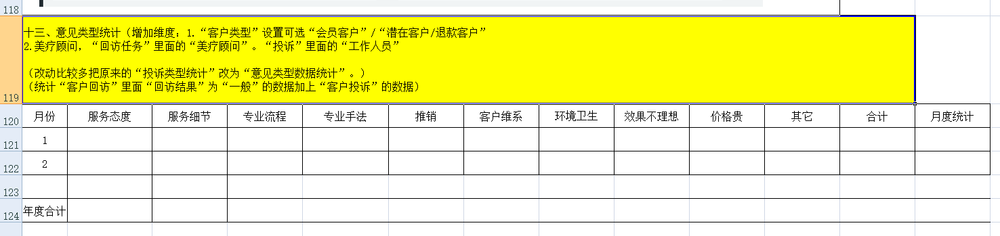 118
十三、意见类型统计（增加维度：1.“客户类型”设置可选“会员客户”/“潜在客户/退款客户”
2.美疗顾问，“回访任务”里面的“美疗顾问”。“投诉”里面的“工作人员”
（改动比较多把原来的“投诉类型统计”改为“意见类型数据统计”。）
（统计“客户回访”里面“回访结果”为“一般”的数据加上“客户投诉”的数据）
119
120 月份 服务态度 服务细节 专业流程 专业手法 推销 客户维系 环境卫生 效果不理想 价格贵 其它 合计 月度统计
121 1
122 2
123
124 年度合计